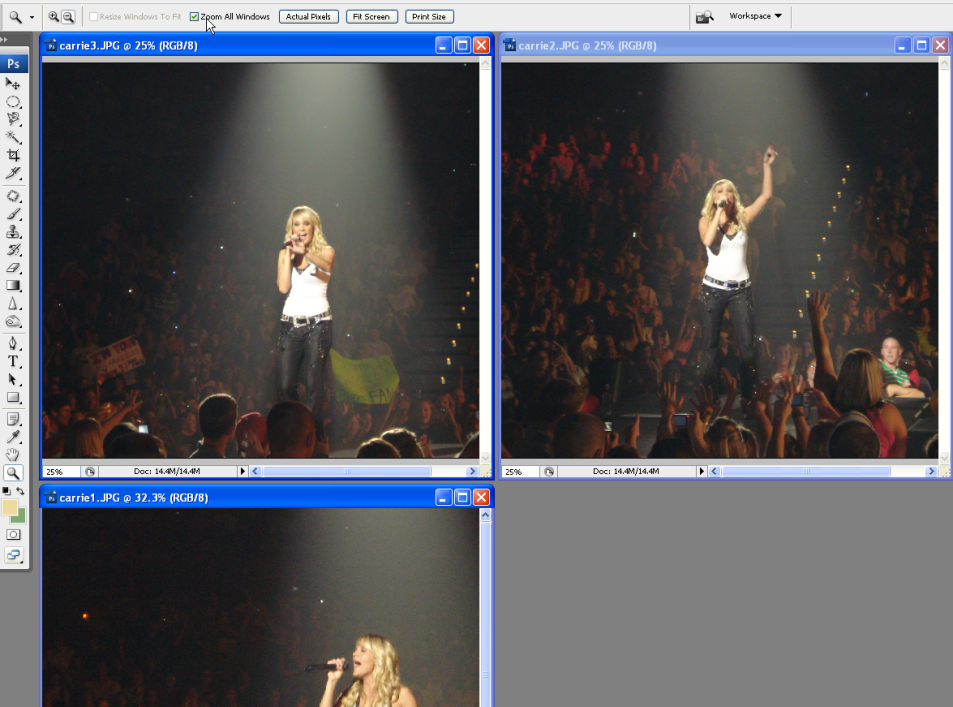 Resize Windows To Fit
Zoom All Windows
Actual Pixels
Fit Screen
Print Size
Workspace
Ps
carrie3.JPG @ 25% (RGB/8)
carrie2.JPG @ 25% (RGB/8)
T
25%
Doc: 14.4M/14.4M
25%
Doc: 14.4M/14.4M
carrie1.JPG @ 32.3% (RGB/8)